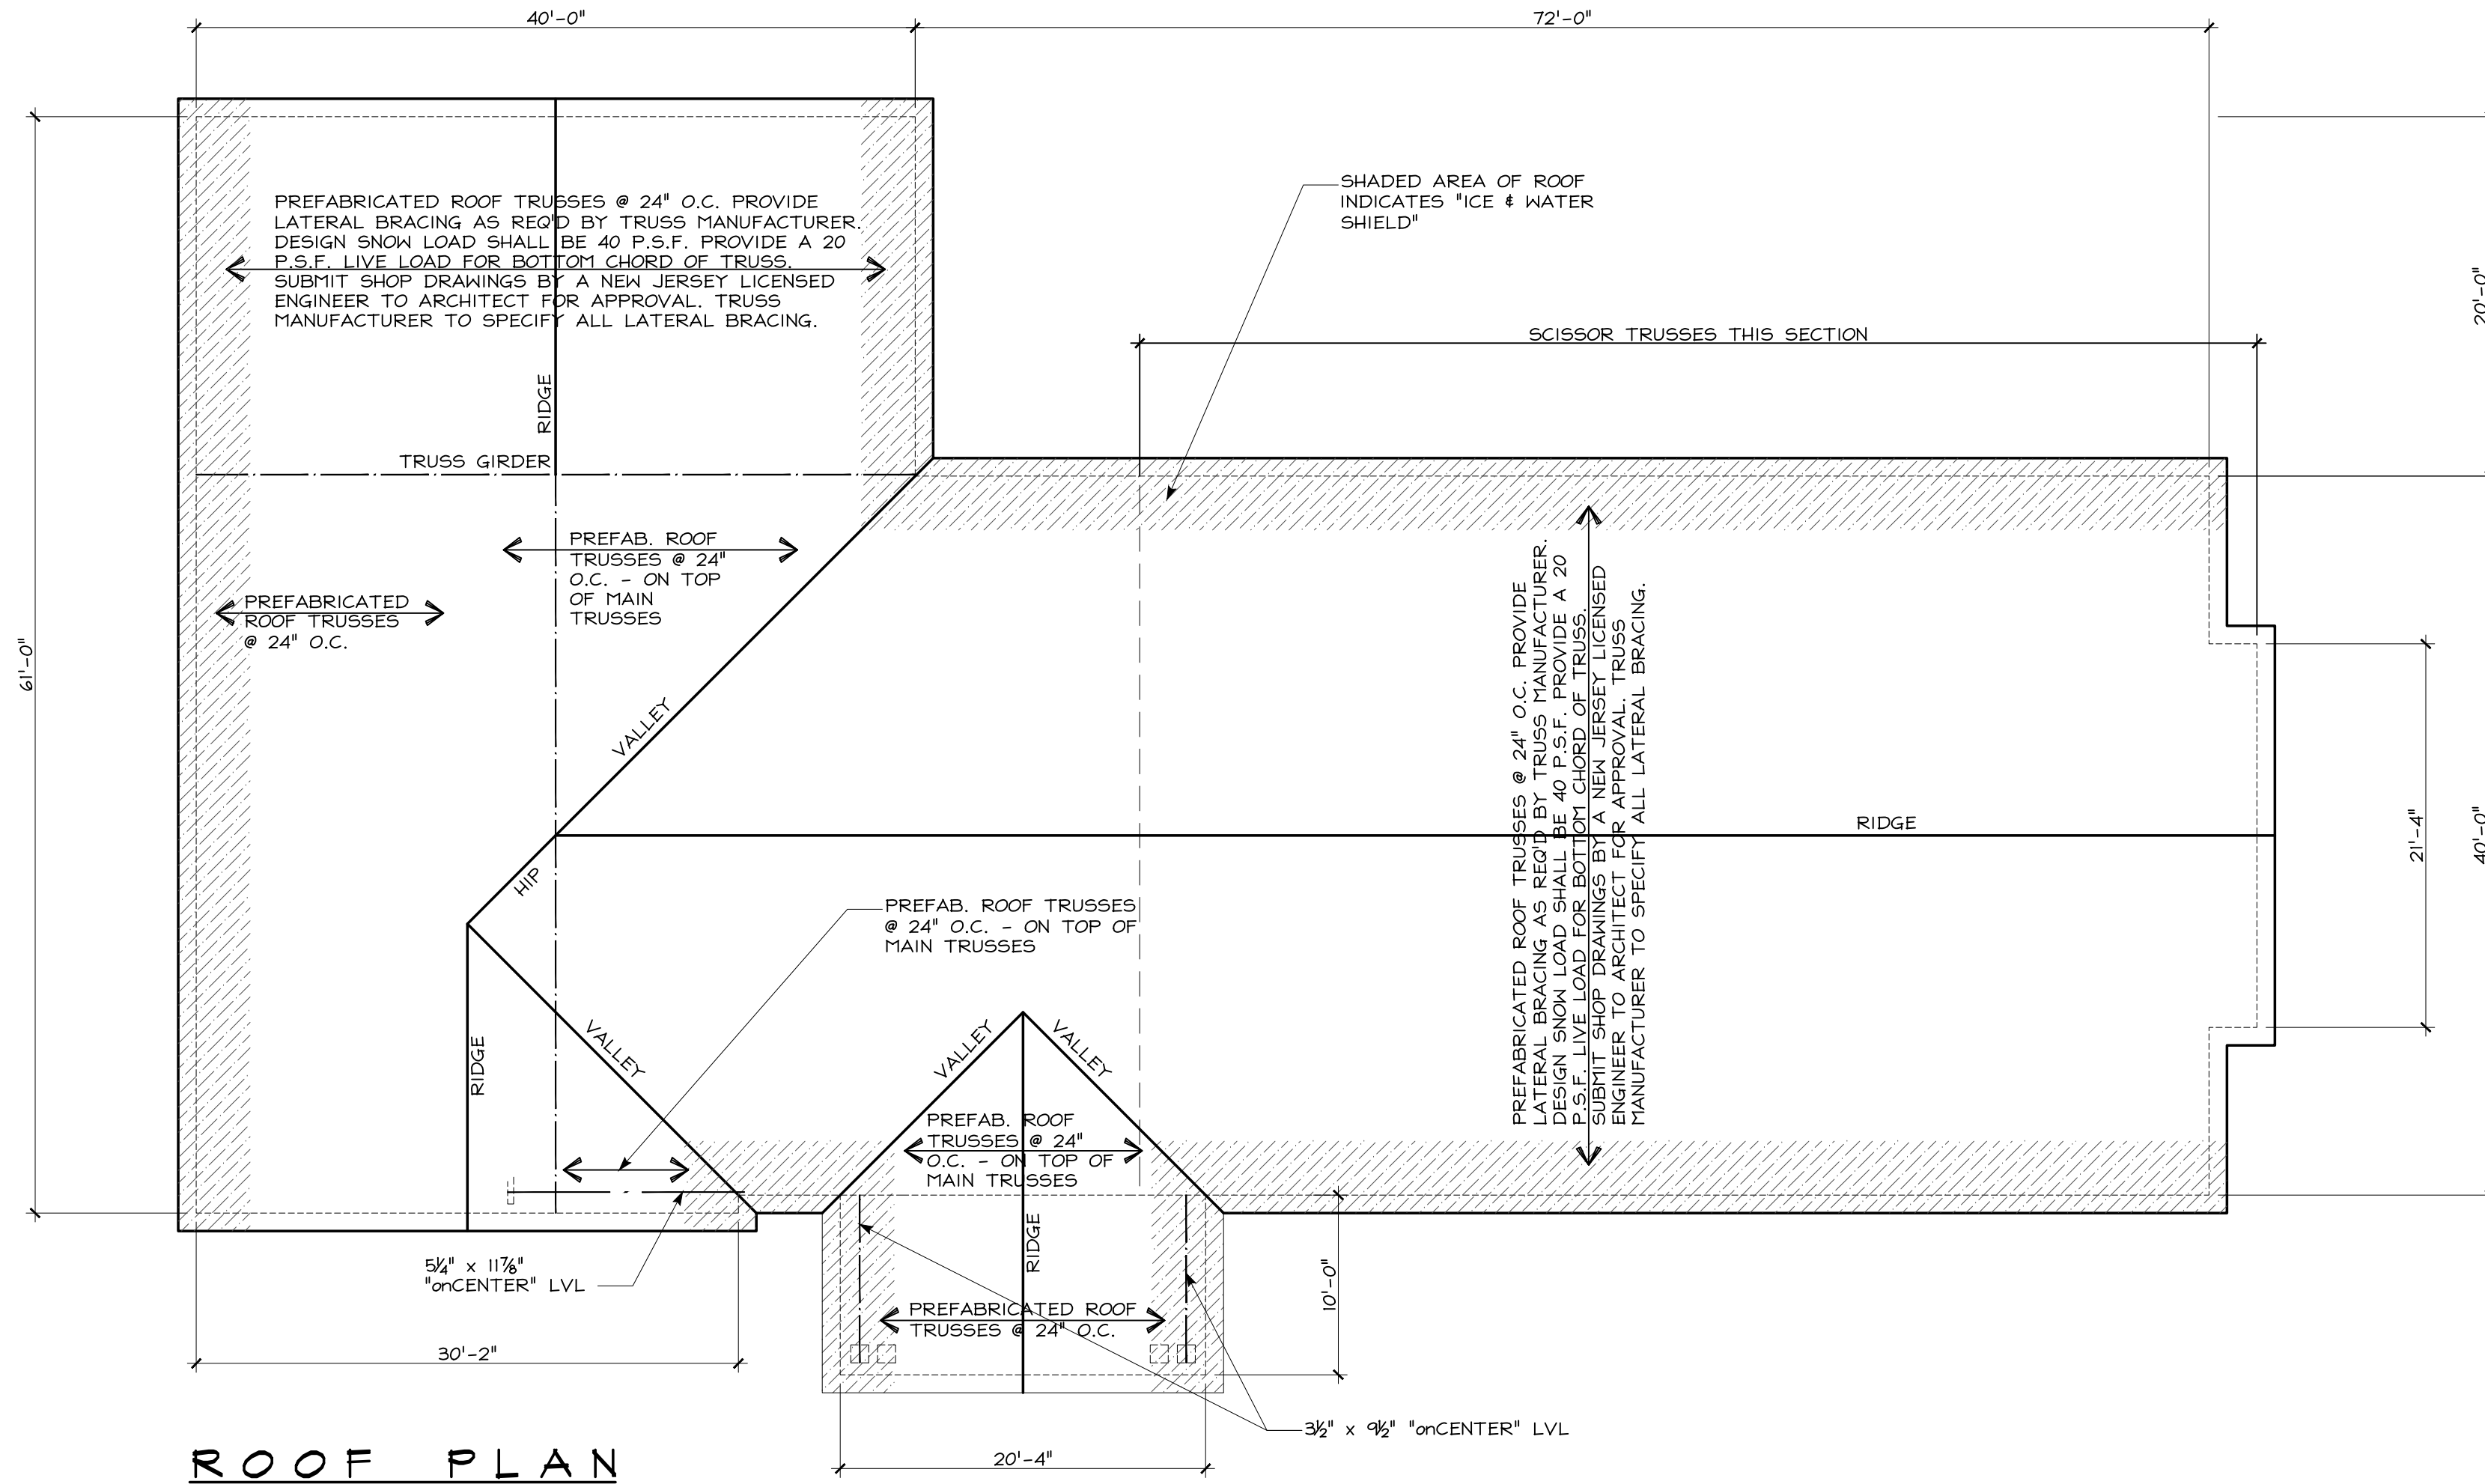 40'-0"
72'-0"
PREFABRICATED ROOF TRUSSES @ 24" O.C. PROVIDE
LATERAL BRACING AS REQ'D BY TRUSS MANUFACTURER.
DESIGN SNOW LOAD SHALL BE 40 P.S.F. PROVIDE A 20
P.S.F. LIVE LOAD FOR BOTTOM CHORD OF TRUSS.
SUBMIT SHOP DRAWINGS BY A NEW JERSEY LICENSED
ENGINEER TO ARCHITECT FOR APPROVAL. TRUSS
MANUFACTURER TO SPECIFY ALL LATERAL BRACING.
SHADED AREA OF ROOF
INDICATES "ICE & WATER
SHIELD"
20'-0"
SCISSOR TRUSSES THIS SECTION
RIDGE
TRUSS GIRDER
PREFAB. ROOF
TRUSSES @ 24"
O.C. - ON TOP
OF MAIN
TRUSSES
PREFABRICATED
ROOF TRUSSES
@ 24" O.C.
61'-0"
VALLEY
PREFABRICATED ROOF TRUSSES @ 24" O.C. PROVIDE
LATERAL BRACING AS REQ'D BY TRUSS MANUFACTURER.
DESIGN SNOW LOAD SHALL BE 40 P.S.F. PROVIDE A 20
P.S.F. LIVE LOAD FOR BOTTOM CHORD OF TRUSS.
SUBMIT SHOP DRAWINGS BY A NEW JERSEY LICENSED
ENGINEER TO ARCHITECT FOR APPROVAL. TRUSS
MANUFACTURER TO SPECIFY ALL LATERAL BRACING.
RIDGE
21'-4"
40'-0"
HIP
PREFAB. ROOF TRUSSES
@ 24" O.C. - ON TOP OF
MAIN TRUSSES
RIDGE
VALLEY
VALLEY
VALLEY
PREFAB. ROOF
TRUSSES @ 24"
O.C. - ON TOP OF
MAIN TRUSSES
RIDGE
5¼" x 11⅞"
"onCENTER" LVL
10'-0"
PREFABRICATED ROOF
TRUSSES @ 24" O.C.
30'-2"
3½" x 9½" "onCENTER" LVL
20'-4"
ROOF PLAN